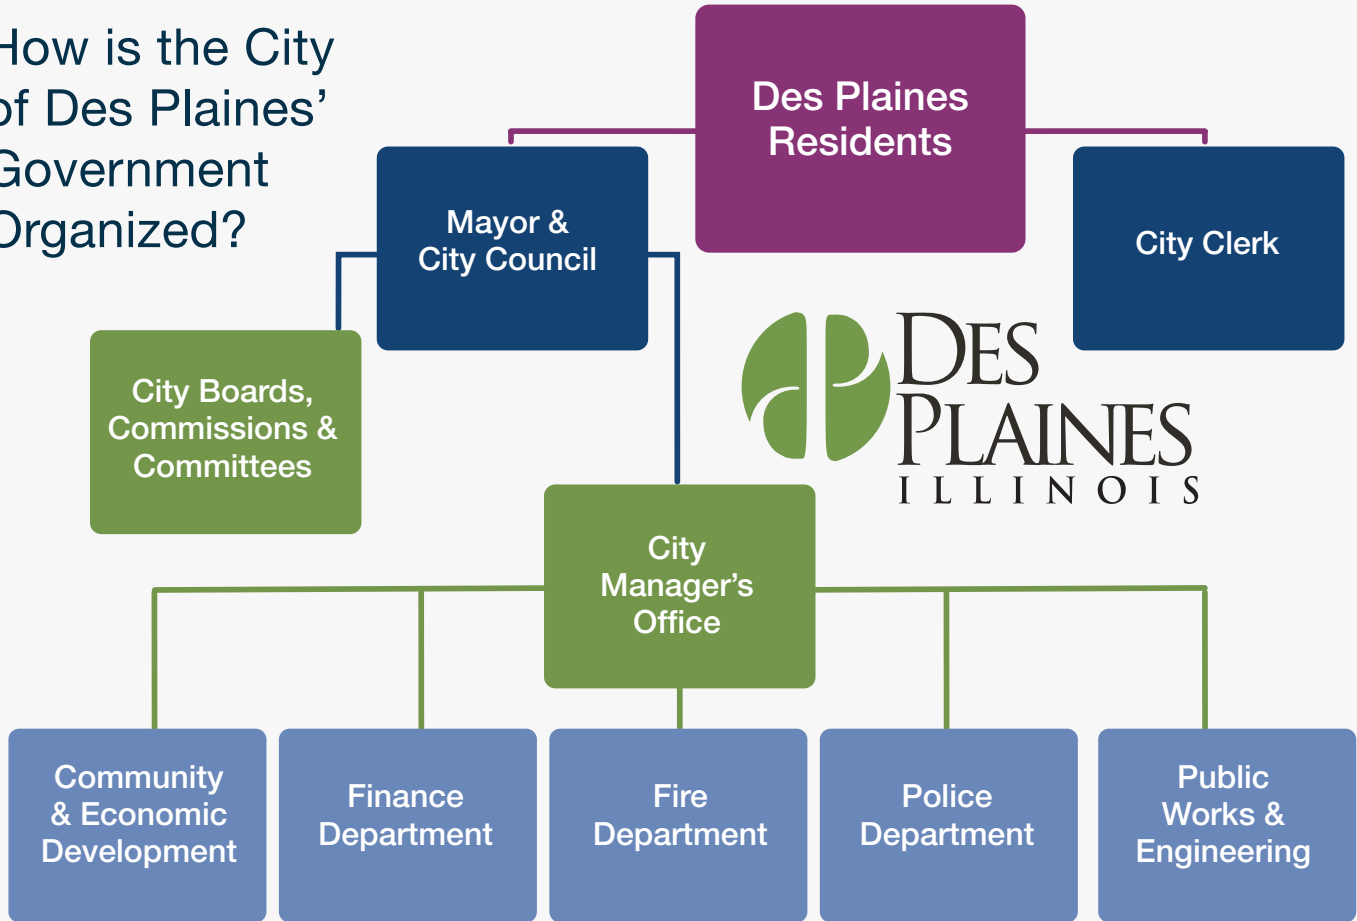 How is the City
of Des Plaines’
Government
Organized?
Des Plaines
Residents
Mayor &
City Council
City Clerk
City Boards,
Commissions &
Committees
DES
PLAINES
ILLINOIS
City
Manager’s
Office
Community
& Economic
Development
Finance
Department
Fire
Department
Police
Department
Public
Works &
Engineering